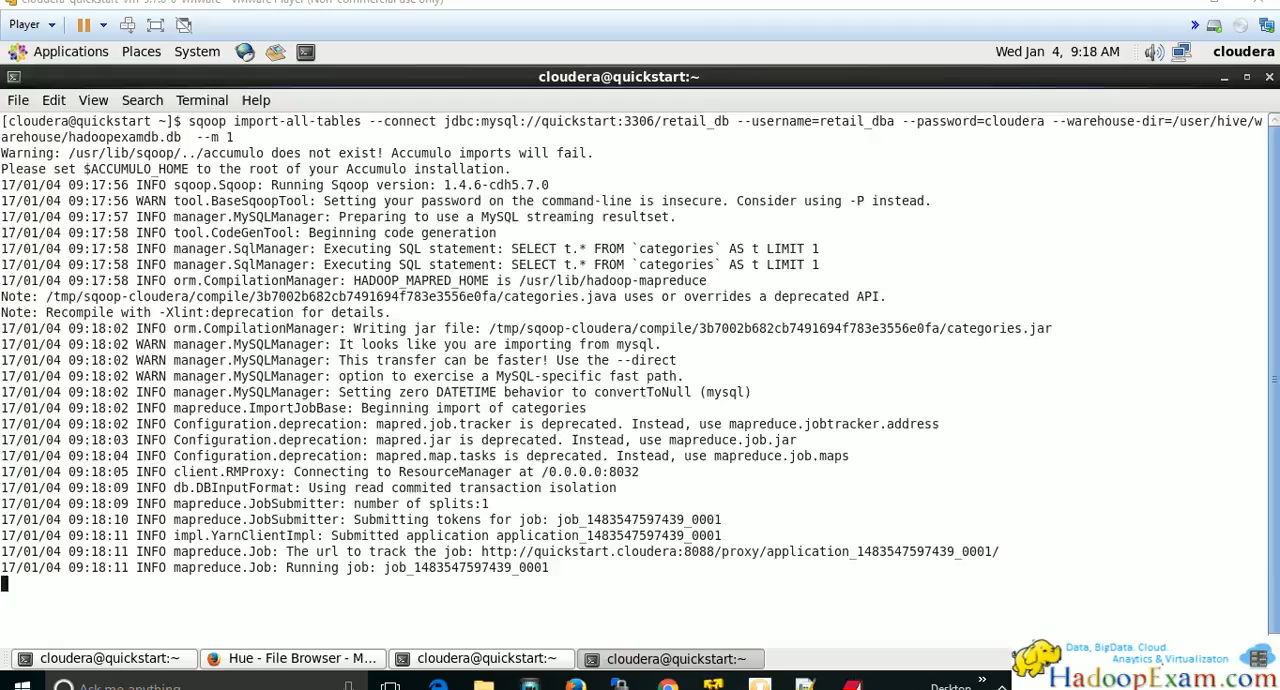 cloudera-quickstart-vm-5.7.0-0-vmware - VMware Player (Non-commercial use only)
Player
Applications Places System Wed Jan 4, 9:18 AM cloudera
cloudera@quickstart:~
File Edit View Search Terminal Help
[cloudera@quickstart ~]$ sqoop import-all-tables --connect jdbc:mysql://quickstart:3306/retail_db --username=retail_dba --password=cloudera --warehouse-dir=/user/hive/w
arehouse/hadoopexamdb.db --m 1
Warning: /usr/lib/sqoop/../accumulo does not exist! Accumulo imports will fail.
Please set $ACCUMULO_HOME to the root of your Accumulo installation.
17/01/04 09:17:56 INFO sqoop.Sqoop: Running Sqoop version: 1.4.6-cdh5.7.0
17/01/04 09:17:56 WARN tool.BaseSqoopTool: Setting your password on the command-line is insecure. Consider using -P instead.
17/01/04 09:17:57 INFO manager.MySQLManager: Preparing to use a MySQL streaming resultset.
17/01/04 09:17:58 INFO tool.CodeGenTool: Beginning code generation
17/01/04 09:17:58 INFO manager.SqlManager: Executing SQL statement: SELECT t.* FROM `categories` AS t LIMIT 1
17/01/04 09:17:58 INFO manager.SqlManager: Executing SQL statement: SELECT t.* FROM `categories` AS t LIMIT 1
17/01/04 09:17:58 INFO orm.CompilationManager: HADOOP_MAPRED_HOME is /usr/lib/hadoop-mapreduce
Note: /tmp/sqoop-cloudera/compile/3b7002b682cb7491694f783e3556e0fa/categories.java uses or overrides a deprecated API.
Note: Recompile with -Xlint:deprecation for details.
17/01/04 09:18:02 INFO orm.CompilationManager: Writing jar file: /tmp/sqoop-cloudera/compile/3b7002b682cb7491694f783e3556e0fa/categories.jar
17/01/04 09:18:02 WARN manager.MySQLManager: It looks like you are importing from mysql.
17/01/04 09:18:02 WARN manager.MySQLManager: This transfer can be faster! Use the --direct
17/01/04 09:18:02 WARN manager.MySQLManager: option to exercise a MySQL-specific fast path.
17/01/04 09:18:02 INFO manager.MySQLManager: Setting zero DATETIME behavior to convertToNull (mysql)
17/01/04 09:18:02 INFO mapreduce.ImportJobBase: Beginning import of categories
17/01/04 09:18:02 INFO Configuration.deprecation: mapred.job.tracker is deprecated. Instead, use mapreduce.jobtracker.address
17/01/04 09:18:03 INFO Configuration.deprecation: mapred.jar is deprecated. Instead, use mapreduce.job.jar
17/01/04 09:18:04 INFO Configuration.deprecation: mapred.map.tasks is deprecated. Instead, use mapreduce.job.maps
17/01/04 09:18:05 INFO client.RMProxy: Connecting to ResourceManager at /0.0.0.0:8032
17/01/04 09:18:09 INFO db.DBInputFormat: Using read commited transaction isolation
17/01/04 09:18:09 INFO mapreduce.JobSubmitter: number of splits:1
17/01/04 09:18:10 INFO mapreduce.JobSubmitter: Submitting tokens for job: job_1483547597439_0001
17/01/04 09:18:11 INFO impl.YarnClientImpl: Submitted application application_1483547597439_0001
17/01/04 09:18:11 INFO mapreduce.Job: The url to track the job: http://quickstart.cloudera:8088/proxy/application_1483547597439_0001/
17/01/04 09:18:11 INFO mapreduce.Job: Running job: job_1483547597439_0001
cloudera@quickstart:~ Hue - File Browser - M... cloudera@quickstart:~ cloudera@quickstart:~
Data, BigData. Cloud.
Anaytics & Virtualizaton
HadoopExam.com
Ask me anything Desktop